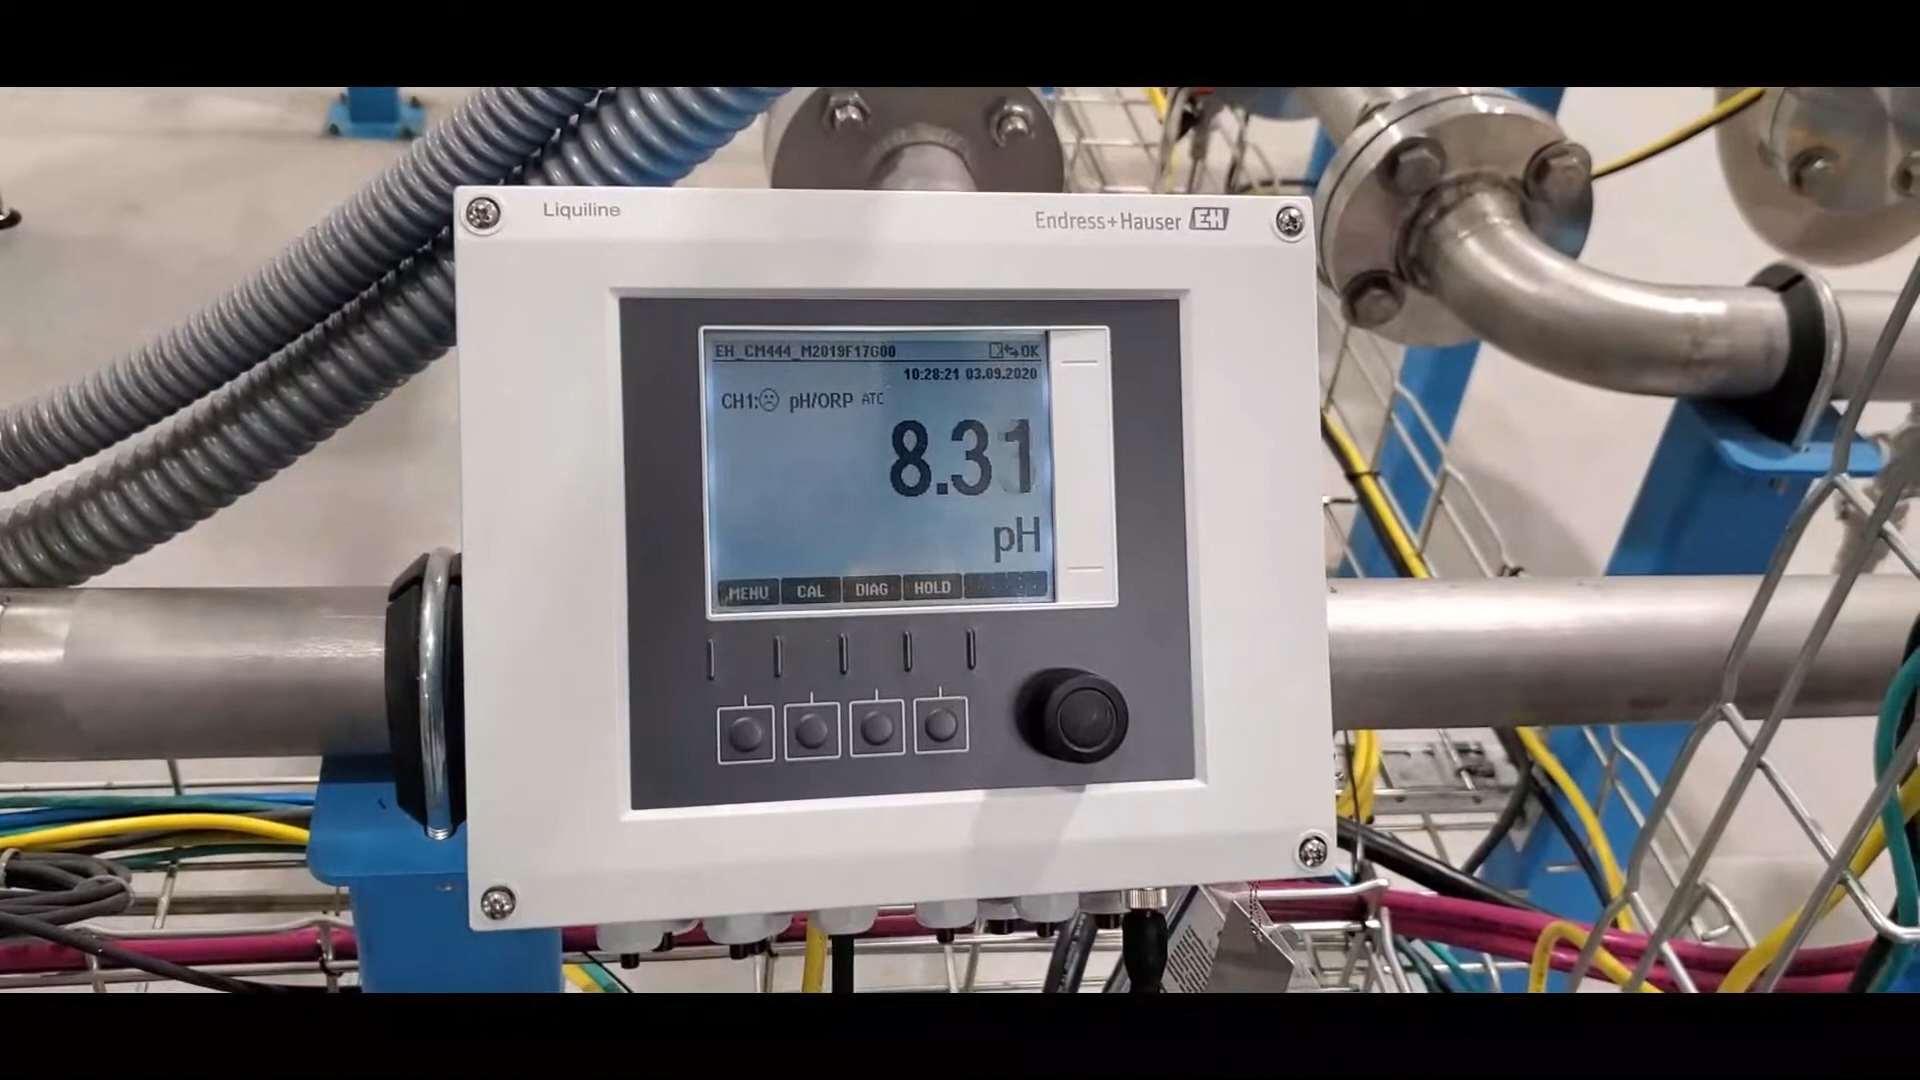 Liquiline
Endress+Hauser EH
EH_CM444_M2019F17G00 OK
10:28:21 03.09.2020
CH1: pH/ORP ATC
8.31
pH
MENU CAL DIAG HOLD